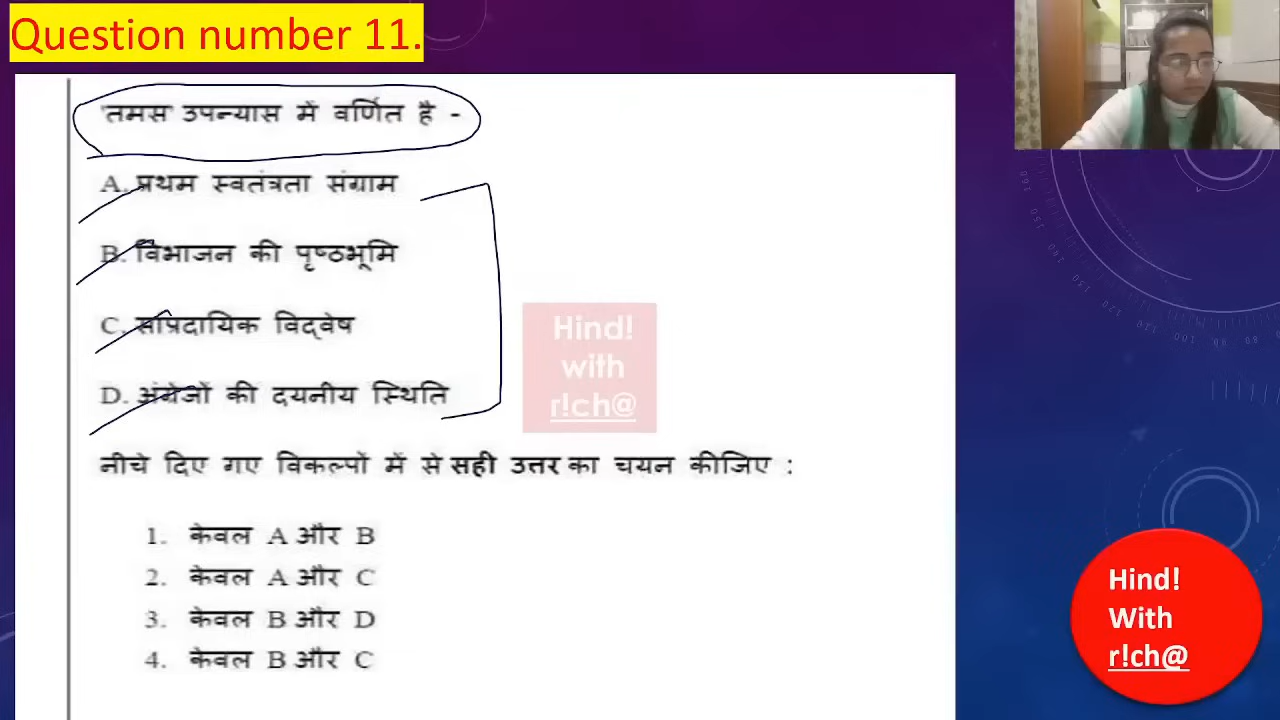 Question number 11.
'तमस' उपन्यास में वर्णित है -
A. प्रथम स्वतंत्रता संग्राम
B. विभाजन की पृष्ठभूमि
C. सांप्रदायिक विद्वेष
D. अंग्रेजों की दयनीय स्थिति
नीचे दिए गए विकल्पों में से सही उत्तर का चयन कीजिए :
1. केवल A और B
2. केवल A और C
3. केवल B और D
4. केवल B और C
Hind!
with
r!ch@
Hind!
With
r!ch@